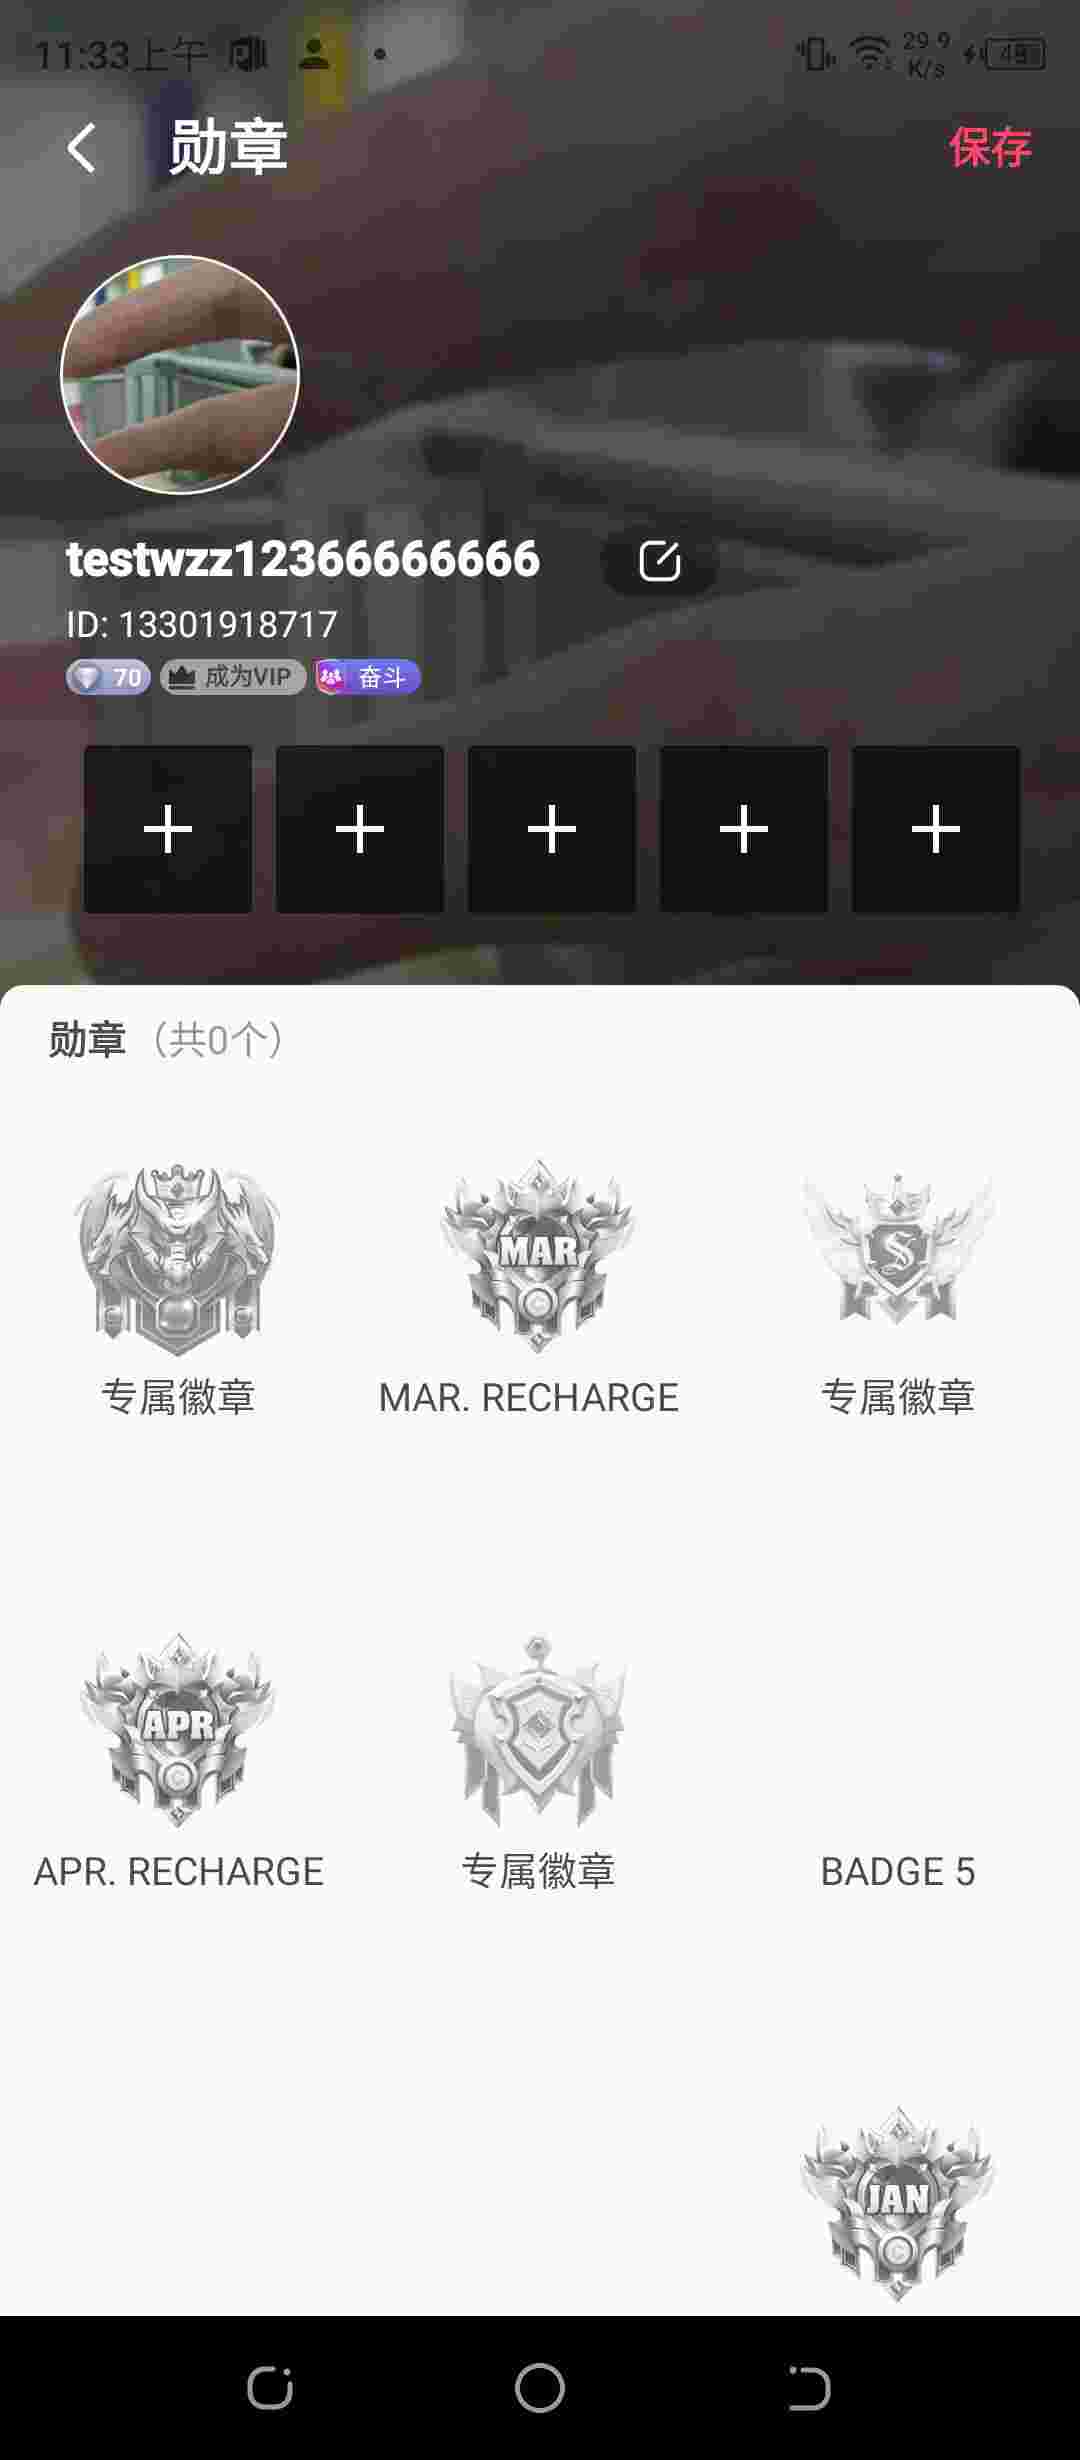 11:33上午
29.9 K/s
勋章
保存
testwzz12366666666
ID: 13301918717
70 成为VIP 奋斗
勋章（共0个）
MAR
S
专属徽章 MAR. RECHARGE 专属徽章
APR
APR. RECHARGE 专属徽章 BADGE 5
JAN